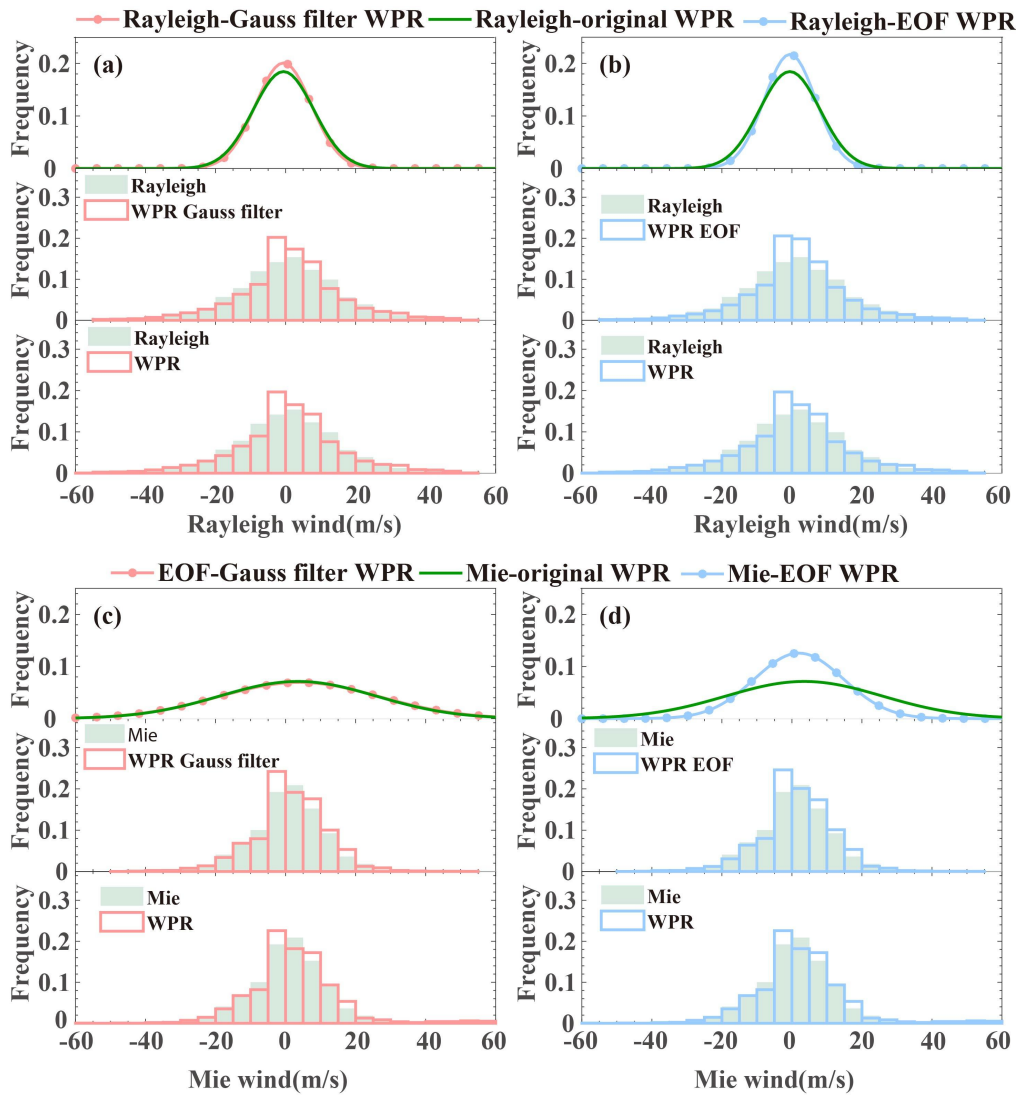 Rayleigh-Gauss filter WPR Rayleigh-original WPR Rayleigh-EOF WPR
(a)
Frequency
0.2
0.1
0
Rayleigh
WPR Gauss filter
Frequency
0.3
0.2
0.1
0
Rayleigh
WPR
Frequency
0.3
0.2
0.1
0
-60 -40 -20 0 20 40 60
Rayleigh wind(m/s)
(b)
Frequency
0.2
0.1
0
Rayleigh
WPR EOF
Frequency
0.3
0.2
0.1
0
Rayleigh
WPR
Frequency
0.3
0.2
0.1
0
-60 -40 -20 0 20 40 60
Rayleigh wind(m/s)
EOF-Gauss filter WPR Mie-original WPR Mie-EOF WPR
(c)
Frequency
0.2
0.1
0
Mie
WPR Gauss filter
Frequency
0.3
0.2
0.1
0
Mie
WPR
Frequency
0.3
0.2
0.1
0
-60 -40 -20 0 20 40 60
Mie wind(m/s)
(d)
Frequency
0.2
0.1
0
Mie
WPR EOF
Frequency
0.3
0.2
0.1
0
Mie
WPR
Frequency
0.3
0.2
0.1
0
-60 -40 -20 0 20 40 60
Mie wind(m/s)